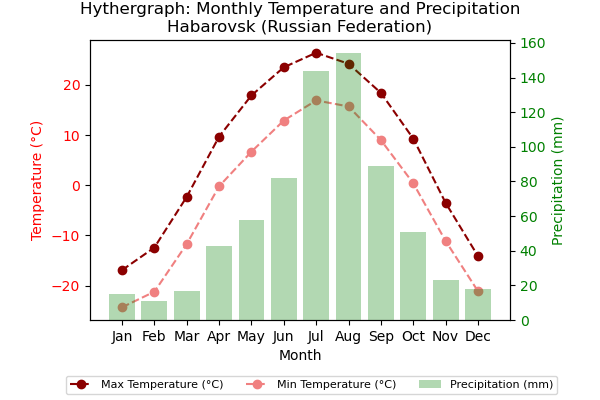 Hythergraph: Monthly Temperature and Precipitation
Habarovsk (Russian Federation)
Temperature (°C)
20
10
0
−10
−20
160
140
120
100
80
60
40
20
0
Precipitation (mm)
Jan Feb Mar Apr May Jun Jul Aug Sep Oct Nov Dec
Month
Max Temperature (°C) Min Temperature (°C) Precipitation (mm)